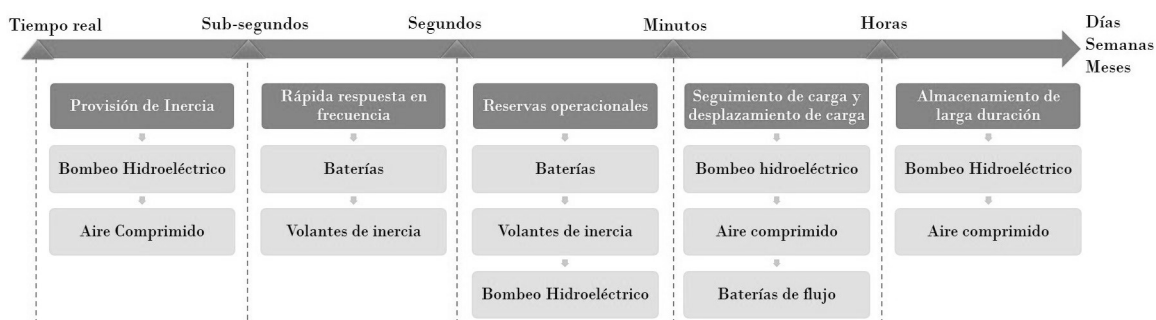 Tiempo real
Sub-segundos
Segundos
Minutos
Horas
Días
Semanas
Meses
Provisión de Inercia
Bombeo Hidroeléctrico
Aire Comprimido
Rápida respuesta en
frecuencia
Baterías
Volantes de inercia
Reservas operacionales
Baterías
Volantes de inercia
Bombeo Hidroeléctrico
Seguimiento de carga y
desplazamiento de carga
Bombeo hidroeléctrico
Aire comprimido
Baterías de flujo
Almacenamiento de
larga duración
Bombeo Hidroeléctrico
Aire comprimido